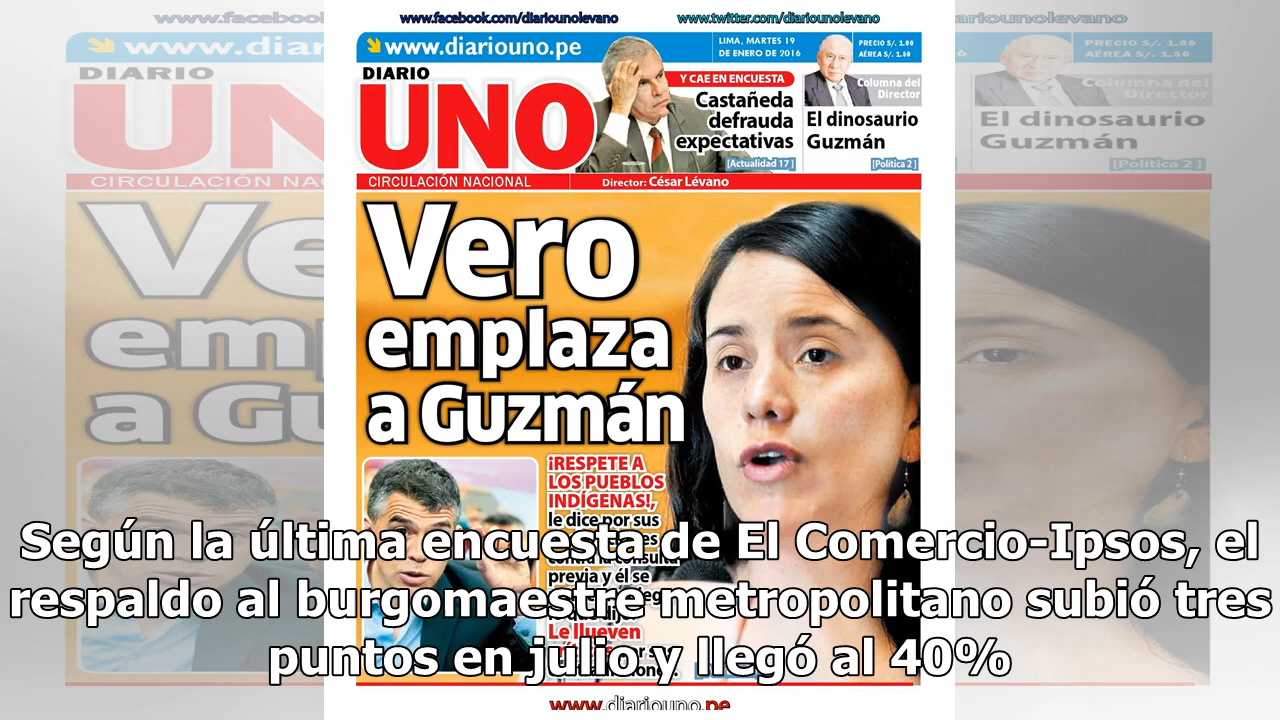 www.facebook.com/diariounolevano
www.twitter.com/diariounolevano
www.diariouno.pe
LIMA, MARTES 19
DE ENERO DE 2016
PRECIO S/. 1.00
AÉREA S/. 1.50
DIARIO
UNO
Y CAE EN ENCUESTA
Castañeda
defrauda
expectativas
[Actualidad 17]
Columna del
Director
El dinosaurio
Guzmán
[Política 2]
CIRCULACIÓN NACIONAL
Director: César Lévano
Vero
emplaza
a Guzmán
¡RESPETE A
LOS PUEBLOS
INDÍGENAS!,
le dice por sus
previa y él se
Le llueven
Según la última encuesta de El Comercio-Ipsos, el
respaldo al burgomaestre metropolitano subió tres
puntos en julio y llegó al 40%
www.diariouno.pe